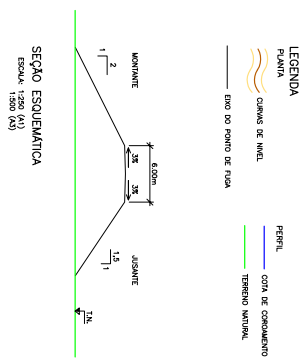 LEGENDA
PLANTA
CURVAS DE NIVEL
EIXO DO PONTO DE FUGA
PERFIL
COTA DE COROAMENTO
TERRENO NATURAL
6.00m
3%
3%
MONTANTE
2
1
JUSANTE
1,5
1
T.N.
SEÇÃO ESQUEMÁTICA
ESCALA: 1:250 (A1)
1:500 (A3)